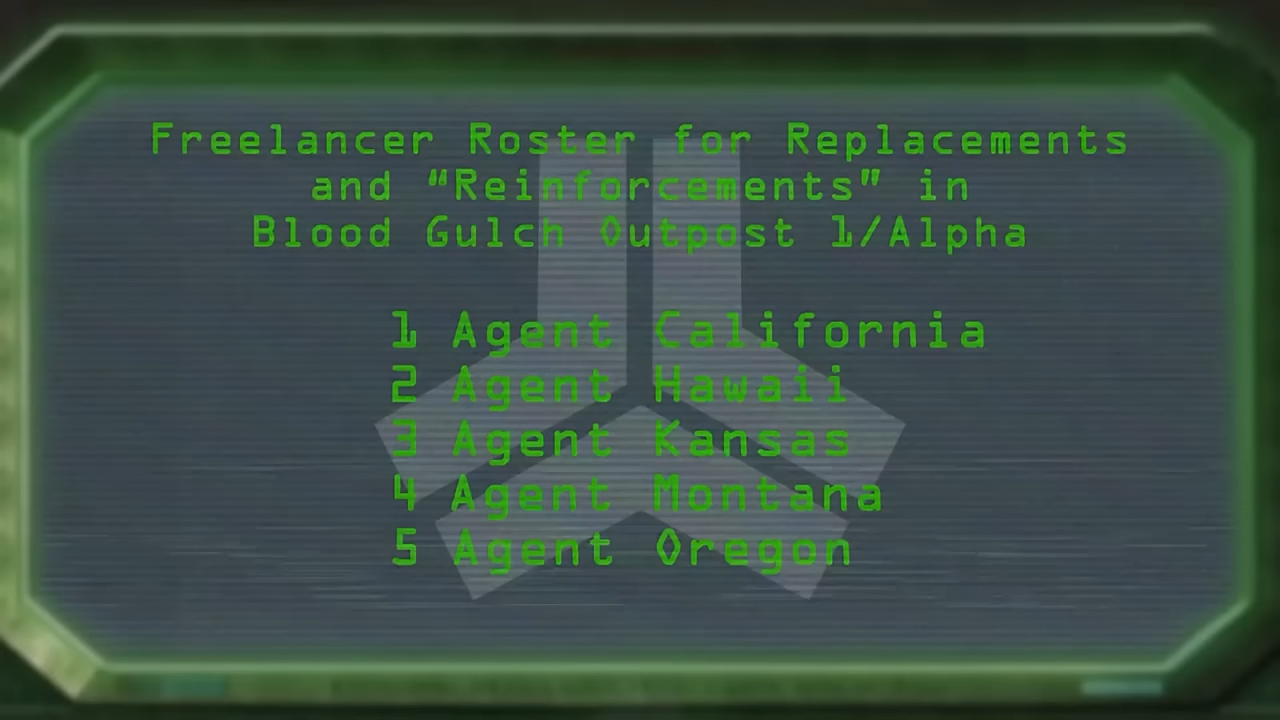 Freelancer Roster for Replacements
and “Reinforcements” in
Blood Gulch Outpost 1/Alpha
1 Agent California
2 Agent Hawaii
3 Agent Kansas
4 Agent Montana
5 Agent Oregon